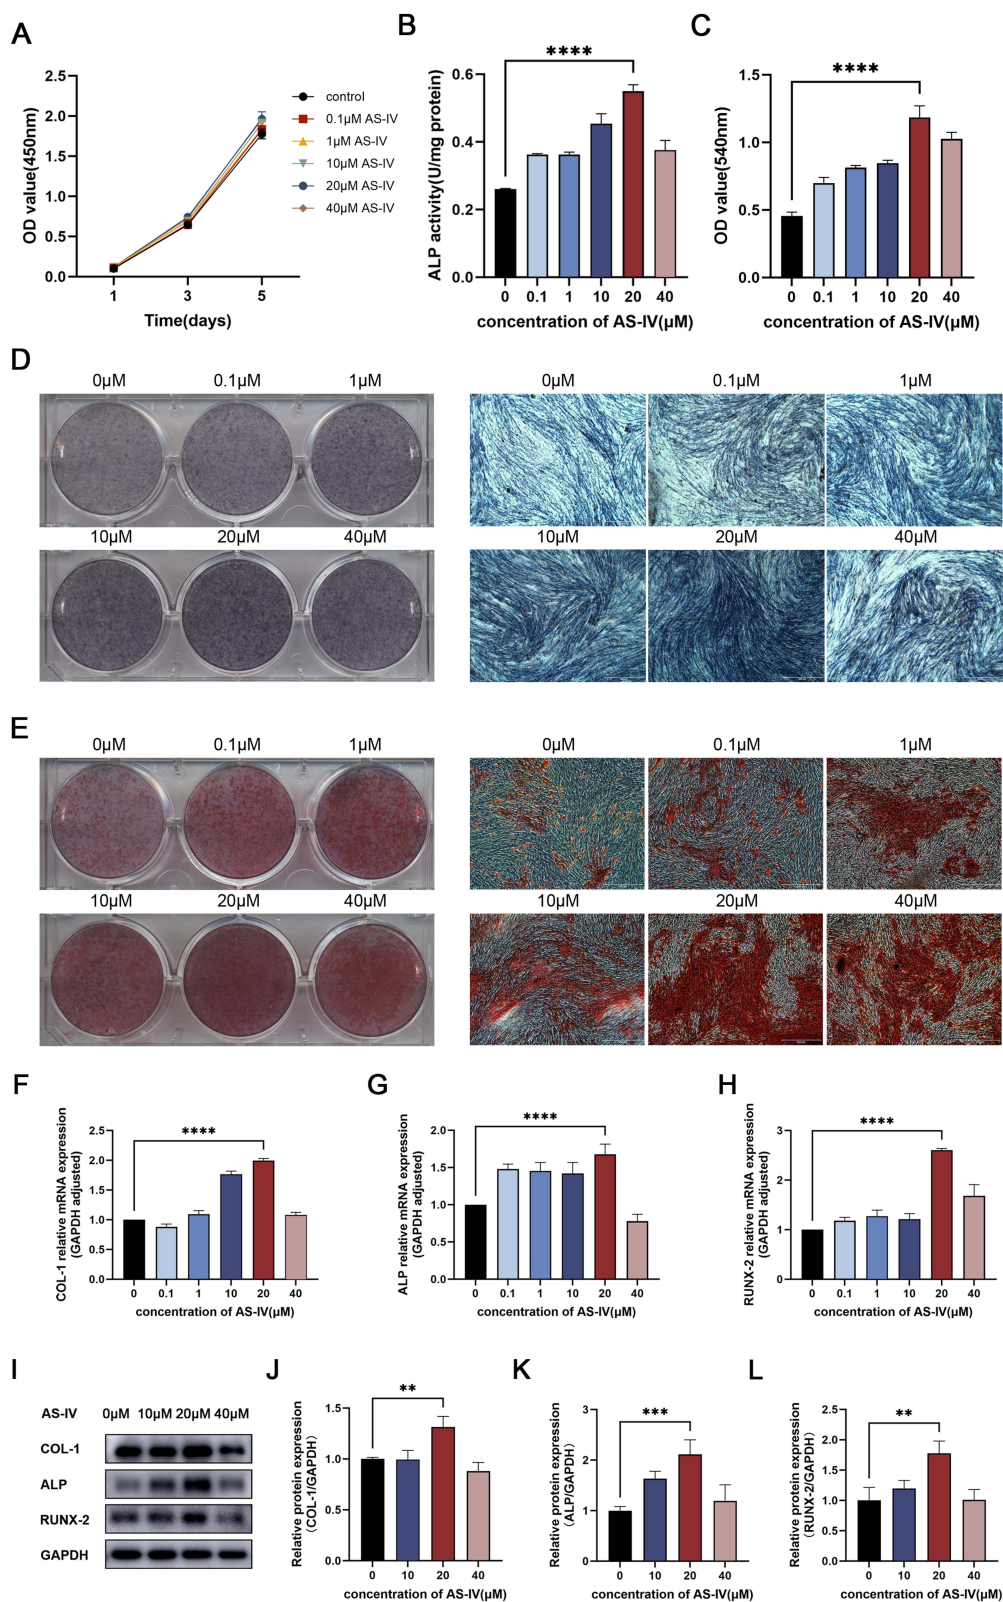 A
OD value(450nm)
2.5
2.0
1.5
1.0
0.5
0.0
1 3 5
Time(days)
control
0.1μM AS-IV
1μM AS-IV
10μM AS-IV
20μM AS-IV
40μM AS-IV
B
ALP activity(U/mg protein)
****
0.6
0.4
0.2
0.0
0 0.1 1 10 20 40
concentration of AS-IV(μM)
C
OD value(540nm)
****
1.5
1.0
0.5
0.0
0 0.1 1 10 20 40
concentration of AS-IV(μM)
D
0μM 0.1μM 1μM
10μM 20μM 40μM
0μM 0.1μM 1μM
10μM 20μM 40μM
E
0μM 0.1μM 1μM
10μM 20μM 40μM
0μM 0.1μM 1μM
10μM 20μM 40μM
F
COL-1 relative mRNA expression
(GAPDH adjusted)
****
2.5
2.0
1.5
1.0
0.5
0.0
0 0.1 1 10 20 40
concentration of AS-IV(μM)
G
ALP relative mRNA expression
(GAPDH adjusted)
****
2.0
1.5
1.0
0.5
0.0
0 0.1 1 10 20 40
concentration of AS-IV(μM)
H
RUNX-2 relative mRNA expression
(GAPDH adjusted)
****
3
2
1
0
0 0.1 1 10 20 40
concentration of AS-IV(μM)
I
AS-IV 0μM 10μM 20μM 40μM
COL-1
ALP
RUNX-2
GAPDH
J
Relative protein expression
(COL-1/GAPDH)
**
1.5
1.0
0.5
0.0
0 10 20 40
concentration of AS-IV(μM)
K
Relative protein expression
(ALP/GAPDH)
***
3
2
1
0
0 10 20 40
concentration of AS-IV(μM)
L
Relative protein expression
(RUNX-2/GAPDH)
**
2.5
2.0
1.5
1.0
0.5
0.0
0 10 20 40
concentration of AS-IV(μM)